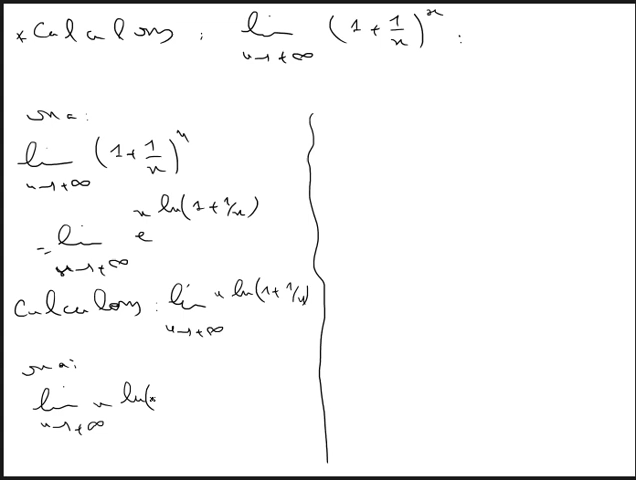 * Calculons : lim x→+∞ (1 + 1/x)^x :
on a :
lim x→+∞ (1 + 1/x)^x
= lim x→+∞ e^(x ln(1 + 1/x))
Calculons : lim x→+∞ x ln(1 + 1/x)
on a :
lim x→+∞ x ln(